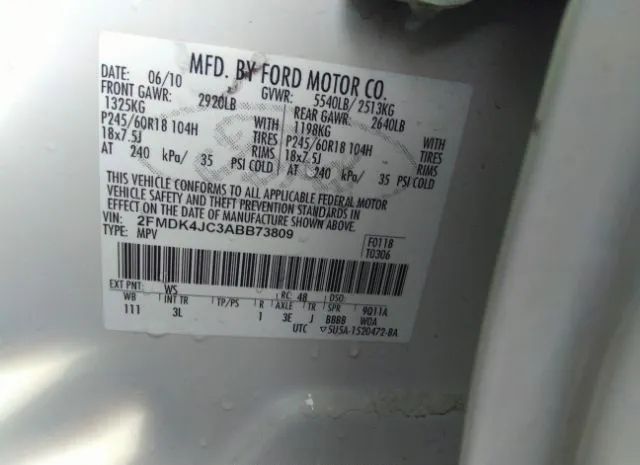 MFD. BY FORD MOTOR CO.
DATE: 06/10 GVWR: 5540LB/ 2513KG
FRONT GAWR: 2920LB REAR GAWR: 2640LB
1325KG 1198KG
P245/60R18 104H TIRES P245/60R18 104H TIRES
18x7.5J RIMS 18x7.5J RIMS
AT 240 kPa/ 35 PSI COLD AT 240 kPa/ 35 PSI COLD
THIS VEHICLE CONFORMS TO ALL APPLICABLE FEDERAL MOTOR
VEHICLE SAFETY AND THEFT PREVENTION STANDARDS IN
EFFECT ON THE DATE OF MANUFACTURE SHOWN ABOVE.
VIN: 2FMDK4JC3ABB73809 F0118
TYPE: MPV T0306
EXT PNT: WS RC: 48 DSO:
WB INT TR TP/PS R AXLE TR SPR 9Q11A
111 3L 1 3E J BBBB WOA
UTC 5U5A-1520472-BA